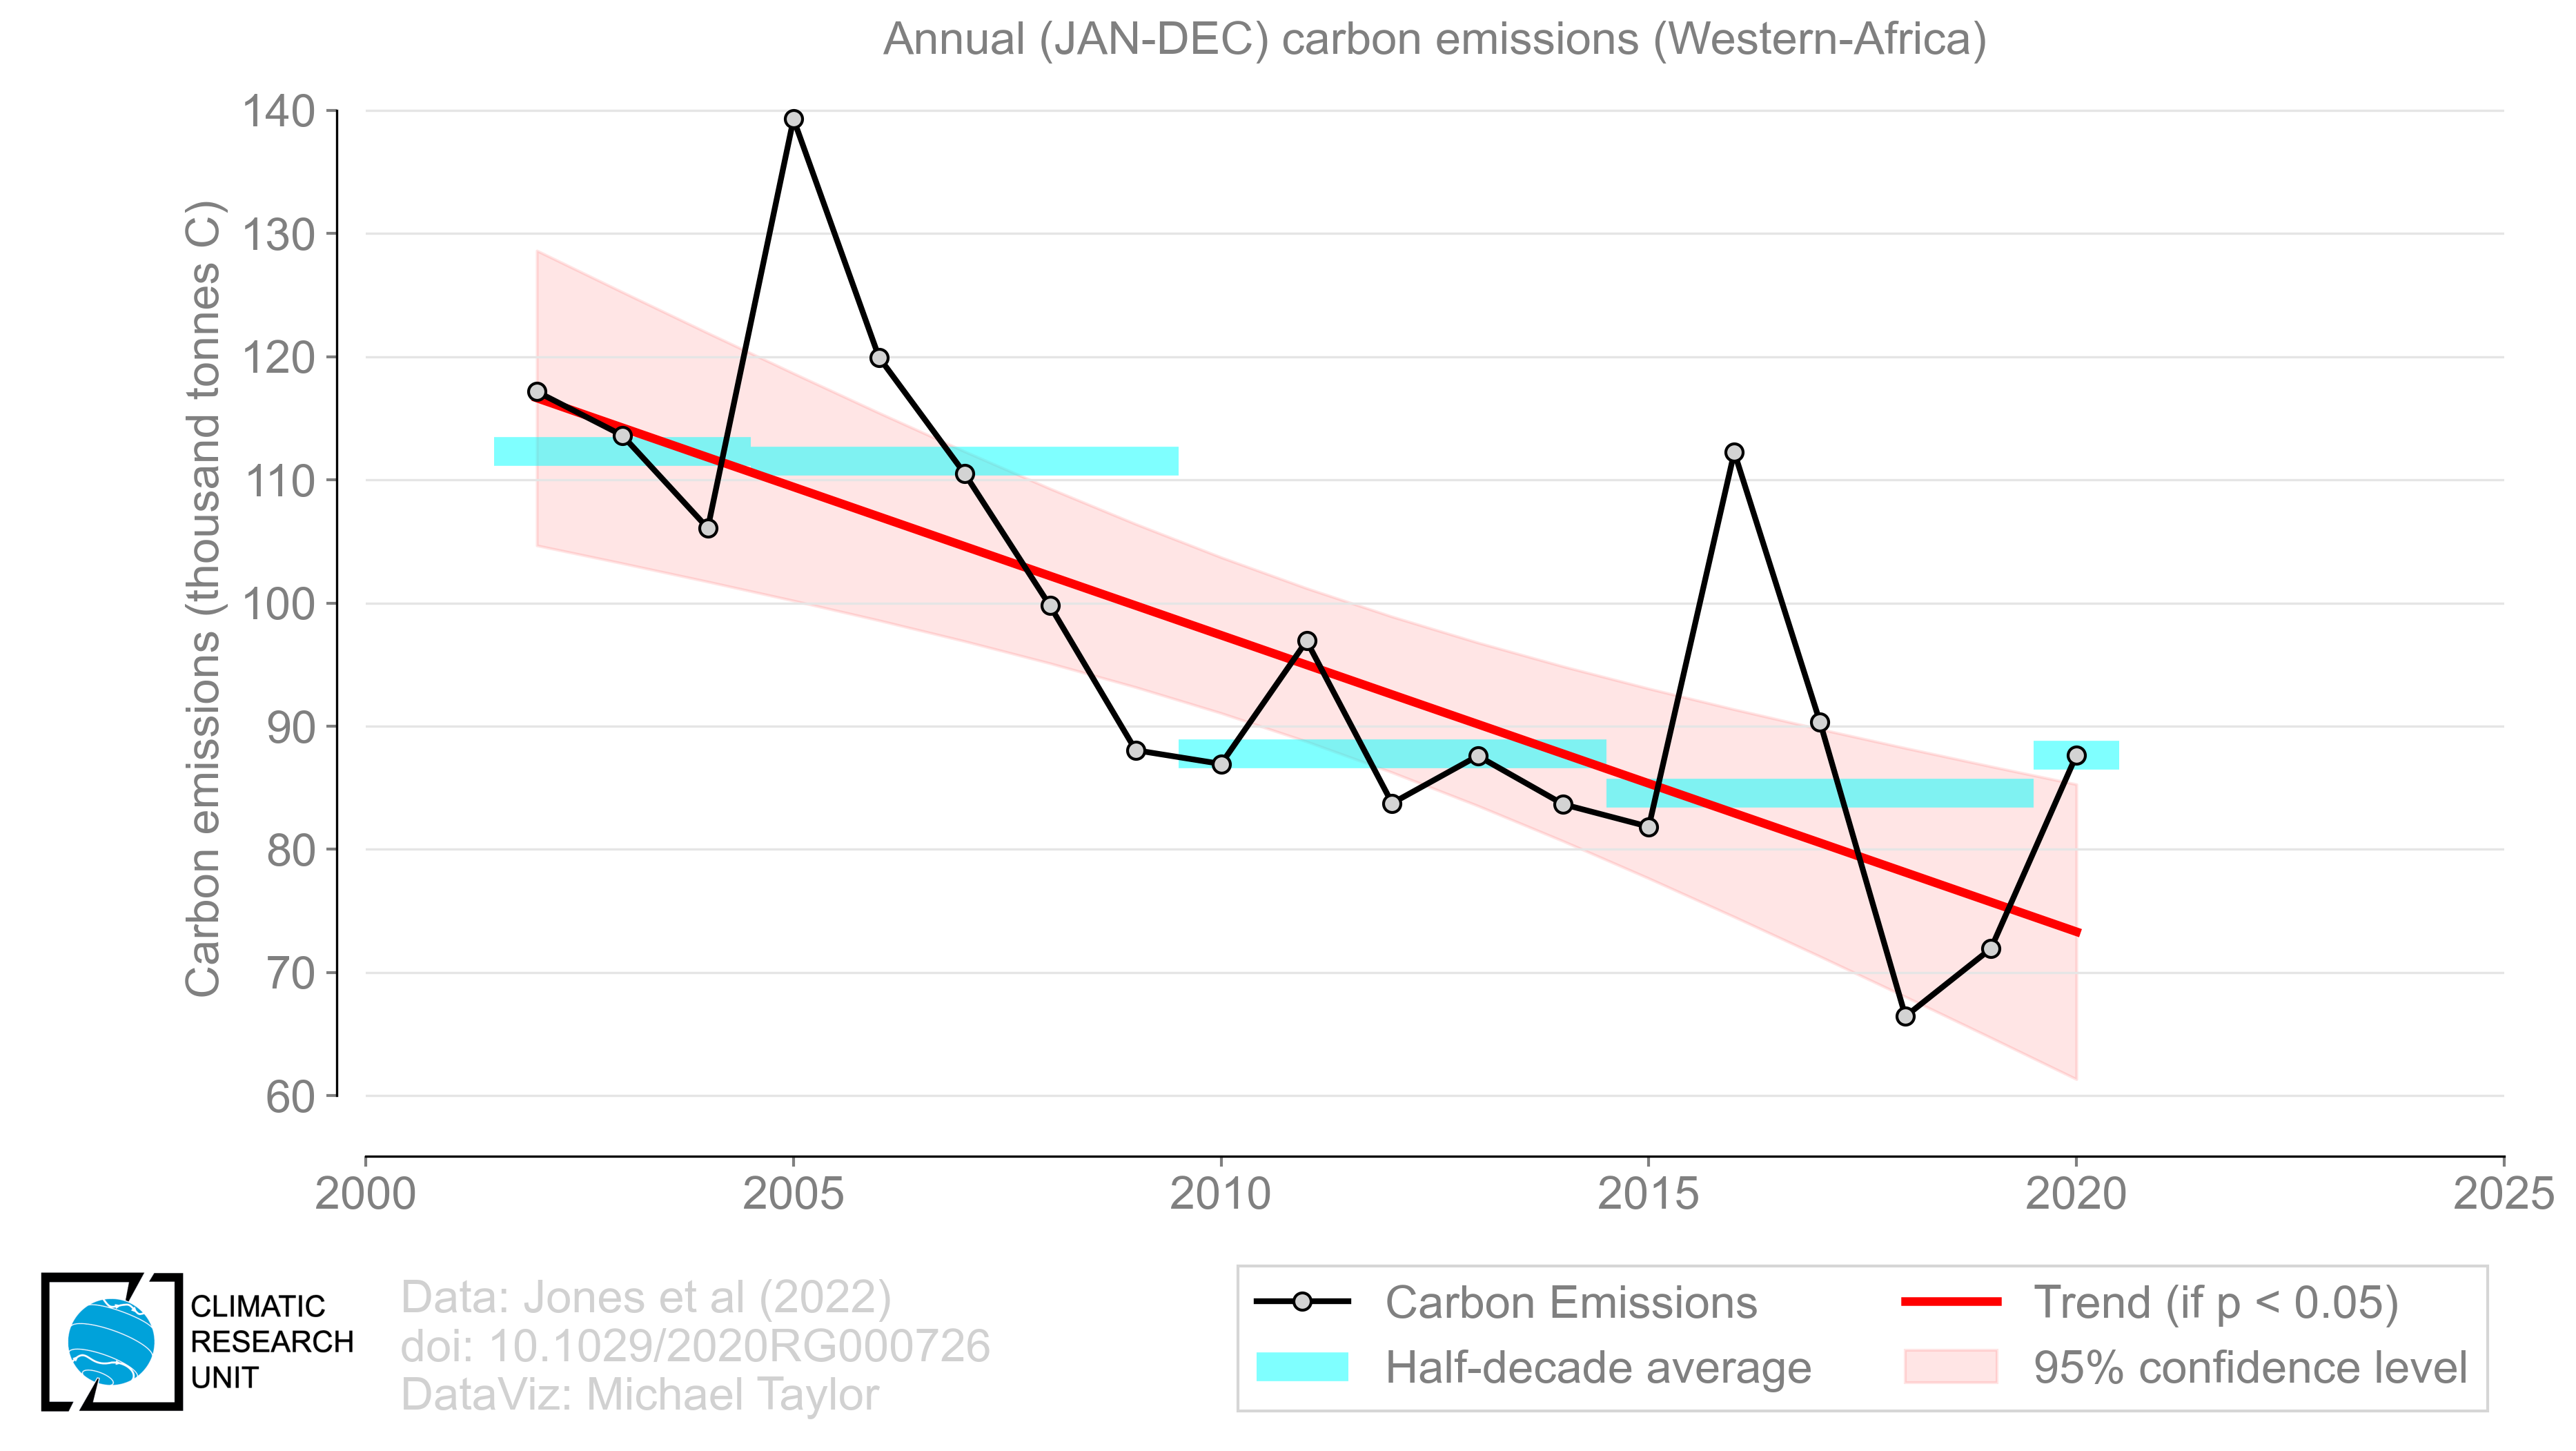 Annual (JAN-DEC) carbon emissions (Western-Africa)
Carbon emissions (thousand tonnes C)
140
130
120
110
100
90
80
70
60
2000
2005
2010
2015
2020
2025
CLIMATIC
RESEARCH
UNIT
Data: Jones et al (2022)
doi: 10.1029/2020RG000726
DataViz: Michael Taylor
Carbon Emissions
Half-decade average
Trend (if p < 0.05)
95% confidence level